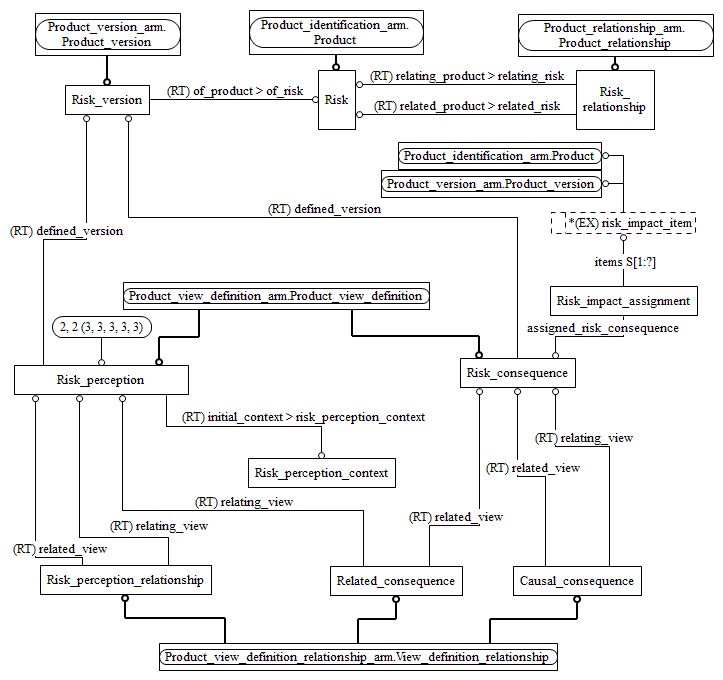 Product_version_arm.
Product_version
Product_identification_arm.
Product
Product_relationship_arm.
Product_relationship
Risk_version
(RT) of_product > of_risk
Risk
(RT) relating_product > relating_risk
(RT) related_product > related_risk
Risk_
relationship
Product_identification_arm.Product
Product_version_arm.Product_version
(RT) defined_version
(RT) defined_version
*(EX) risk_impact_item
items S[1:?]
Product_view_definition_arm.Product_view_definition
Risk_impact_assignment
2, 2 (3, 3, 3, 3, 3)
assigned_risk_consequence
Risk_perception
Risk_consequence
(RT) initial_context > risk_perception_context
(RT) relating_view
Risk_perception_context
(RT) related_view
(RT) relating_view
(RT) related_view
(RT) relating_view
(RT) related_view
Risk_perception_relationship
Related_consequence
Causal_consequence
Product_view_definition_relationship_arm.View_definition_relationship